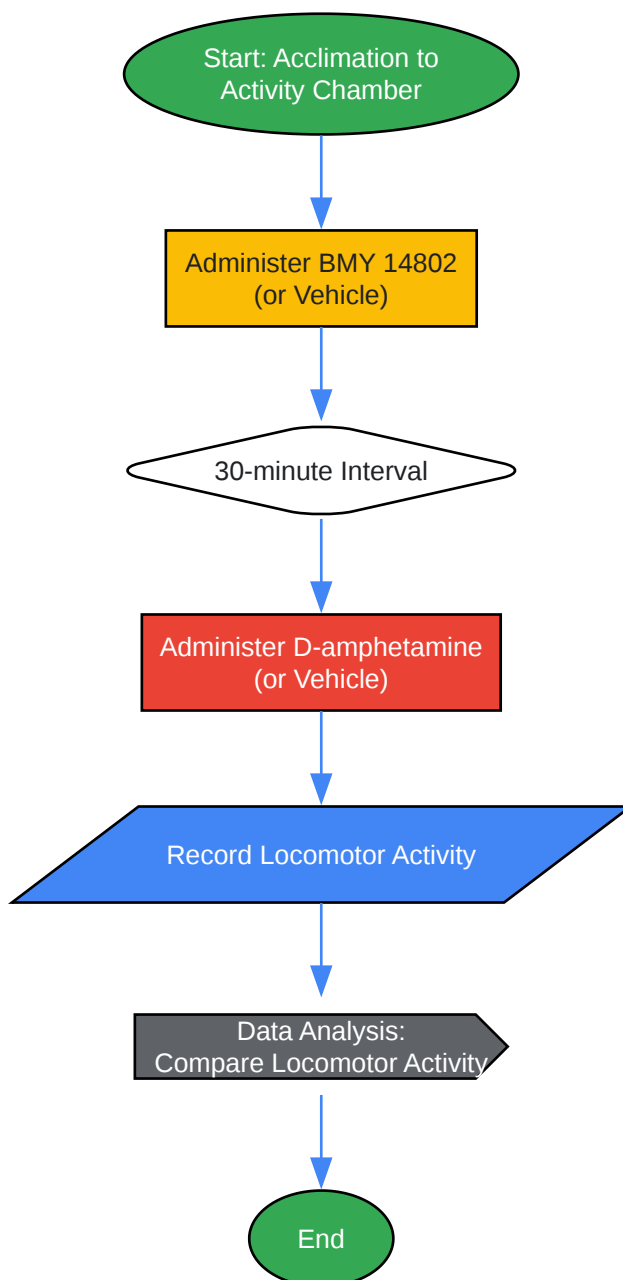 Start: Acclimation to
Activity Chamber
Administer BMY 14802
(or Vehicle)
30-minute Interval
Administer D-amphetamine
(or Vehicle)
Record Locomotor Activity
Data Analysis:
Compare Locomotor Activity
End